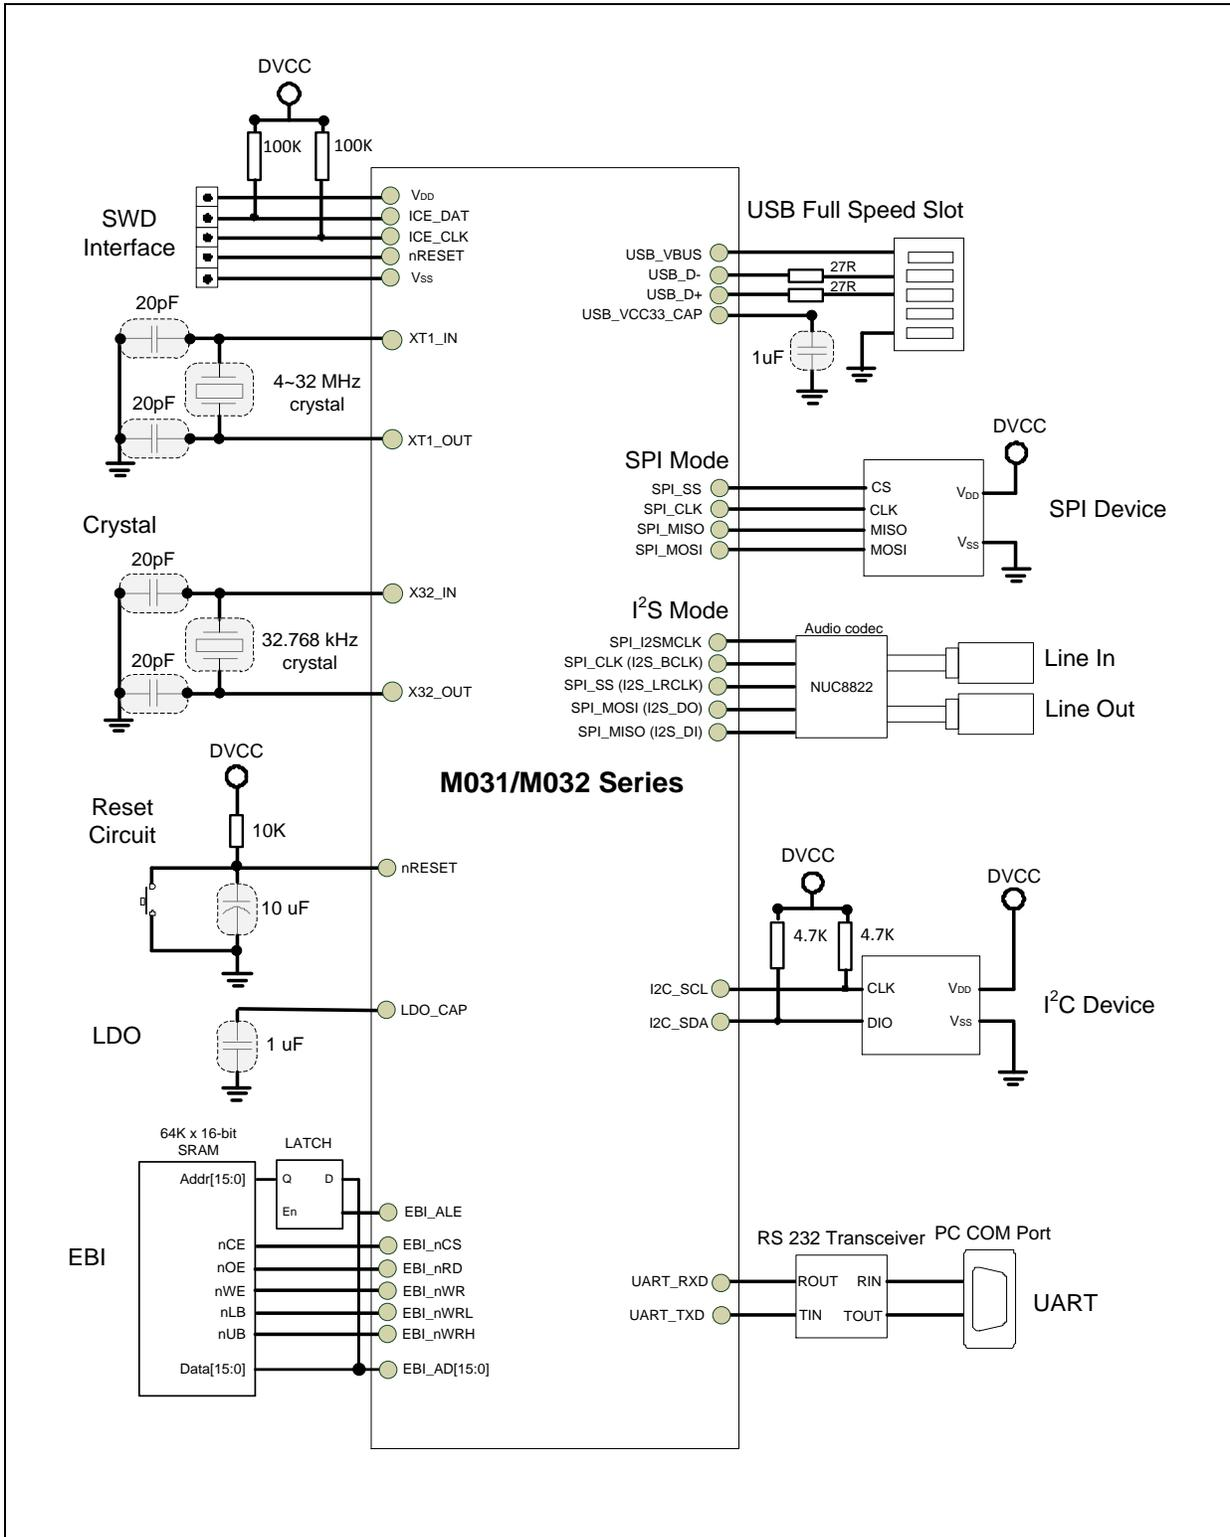 DVCC
100K
100K
SWD
Interface
VDD
ICE_DAT
ICE_CLK
nRESET
VSS
20pF
XT1_IN
4~32 MHz
crystal
20pF
XT1_OUT
Crystal
20pF
X32_IN
32.768 kHz
crystal
20pF
X32_OUT
DVCC
Reset
Circuit
10K
nRESET
10 uF
LDO_CAP
LDO
1 uF
64K x 16-bit
SRAM
LATCH
Addr[15:0]
Q
D
En
EBI_ALE
EBI
nCE
EBI_nCS
nOE
EBI_nRD
nWE
EBI_nWR
nLB
EBI_nWRL
nUB
EBI_nWRH
Data[15:0]
EBI_AD[15:0]
M031/M032 Series
USB Full Speed Slot
USB_VBUS
USB_D-
27R
USB_D+
27R
USB_VCC33_CAP
1uF
DVCC
SPI Mode
SPI_SS
CS
VDD
SPI_CLK
CLK
SPI Device
SPI_MISO
MISO
SPI_MOSI
MOSI
VSS
I²S Mode
Audio codec
SPI_I2SMCLK
SPI_CLK (I2S_BCLK)
SPI_SS (I2S_LRCLK)
SPI_MOSI (I2S_DO)
SPI_MISO (I2S_DI)
NUC8822
Line In
Line Out
DVCC
DVCC
4.7K
4.7K
I2C_SCL
CLK
VDD
I²C Device
I2C_SDA
DIO
VSS
RS 232 Transceiver
PC COM Port
UART_RXD
ROUT
RIN
UART
UART_TXD
TIN
TOUT